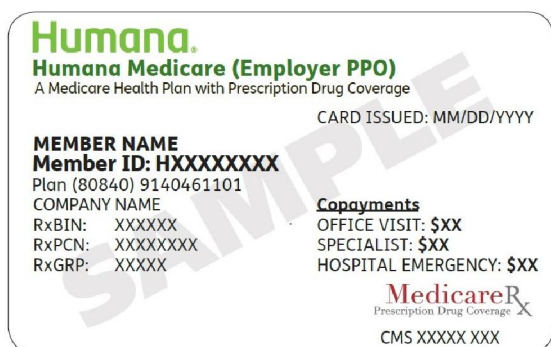 Humana®
Humana Medicare (Employer PPO)
A Medicare Health Plan with Prescription Drug Coverage
CARD ISSUED: MM/DD/YYYY
MEMBER NAME
Member ID: HXXXXXXXX
Plan (80840) 9140461101
COMPANY NAME
RxBIN: XXXXXX
RxPCN: XXXXXXXX
RxGRP: XXXXX
Copayments
OFFICE VISIT: $XX
SPECIALIST: $XX
HOSPITAL EMERGENCY: $XX
MedicareRx
Prescription Drug Coverage
CMS XXXXX XXX
SAMPLE